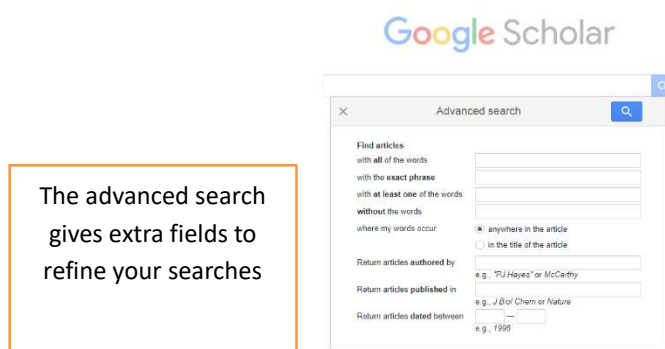 Google Scholar
Advanced search
Find articles
with all of the words
with the exact phrase
with at least one of the words
without the words
where my words occur
anywhere in the article
in the title of the article
Return articles authored by
e.g., "PJ Hayes" or McCarthy
Return articles published in
e.g., J Biol Chem or Nature
Return articles dated between
—
e.g., 1996
The advanced search
gives extra fields to
refine your searches